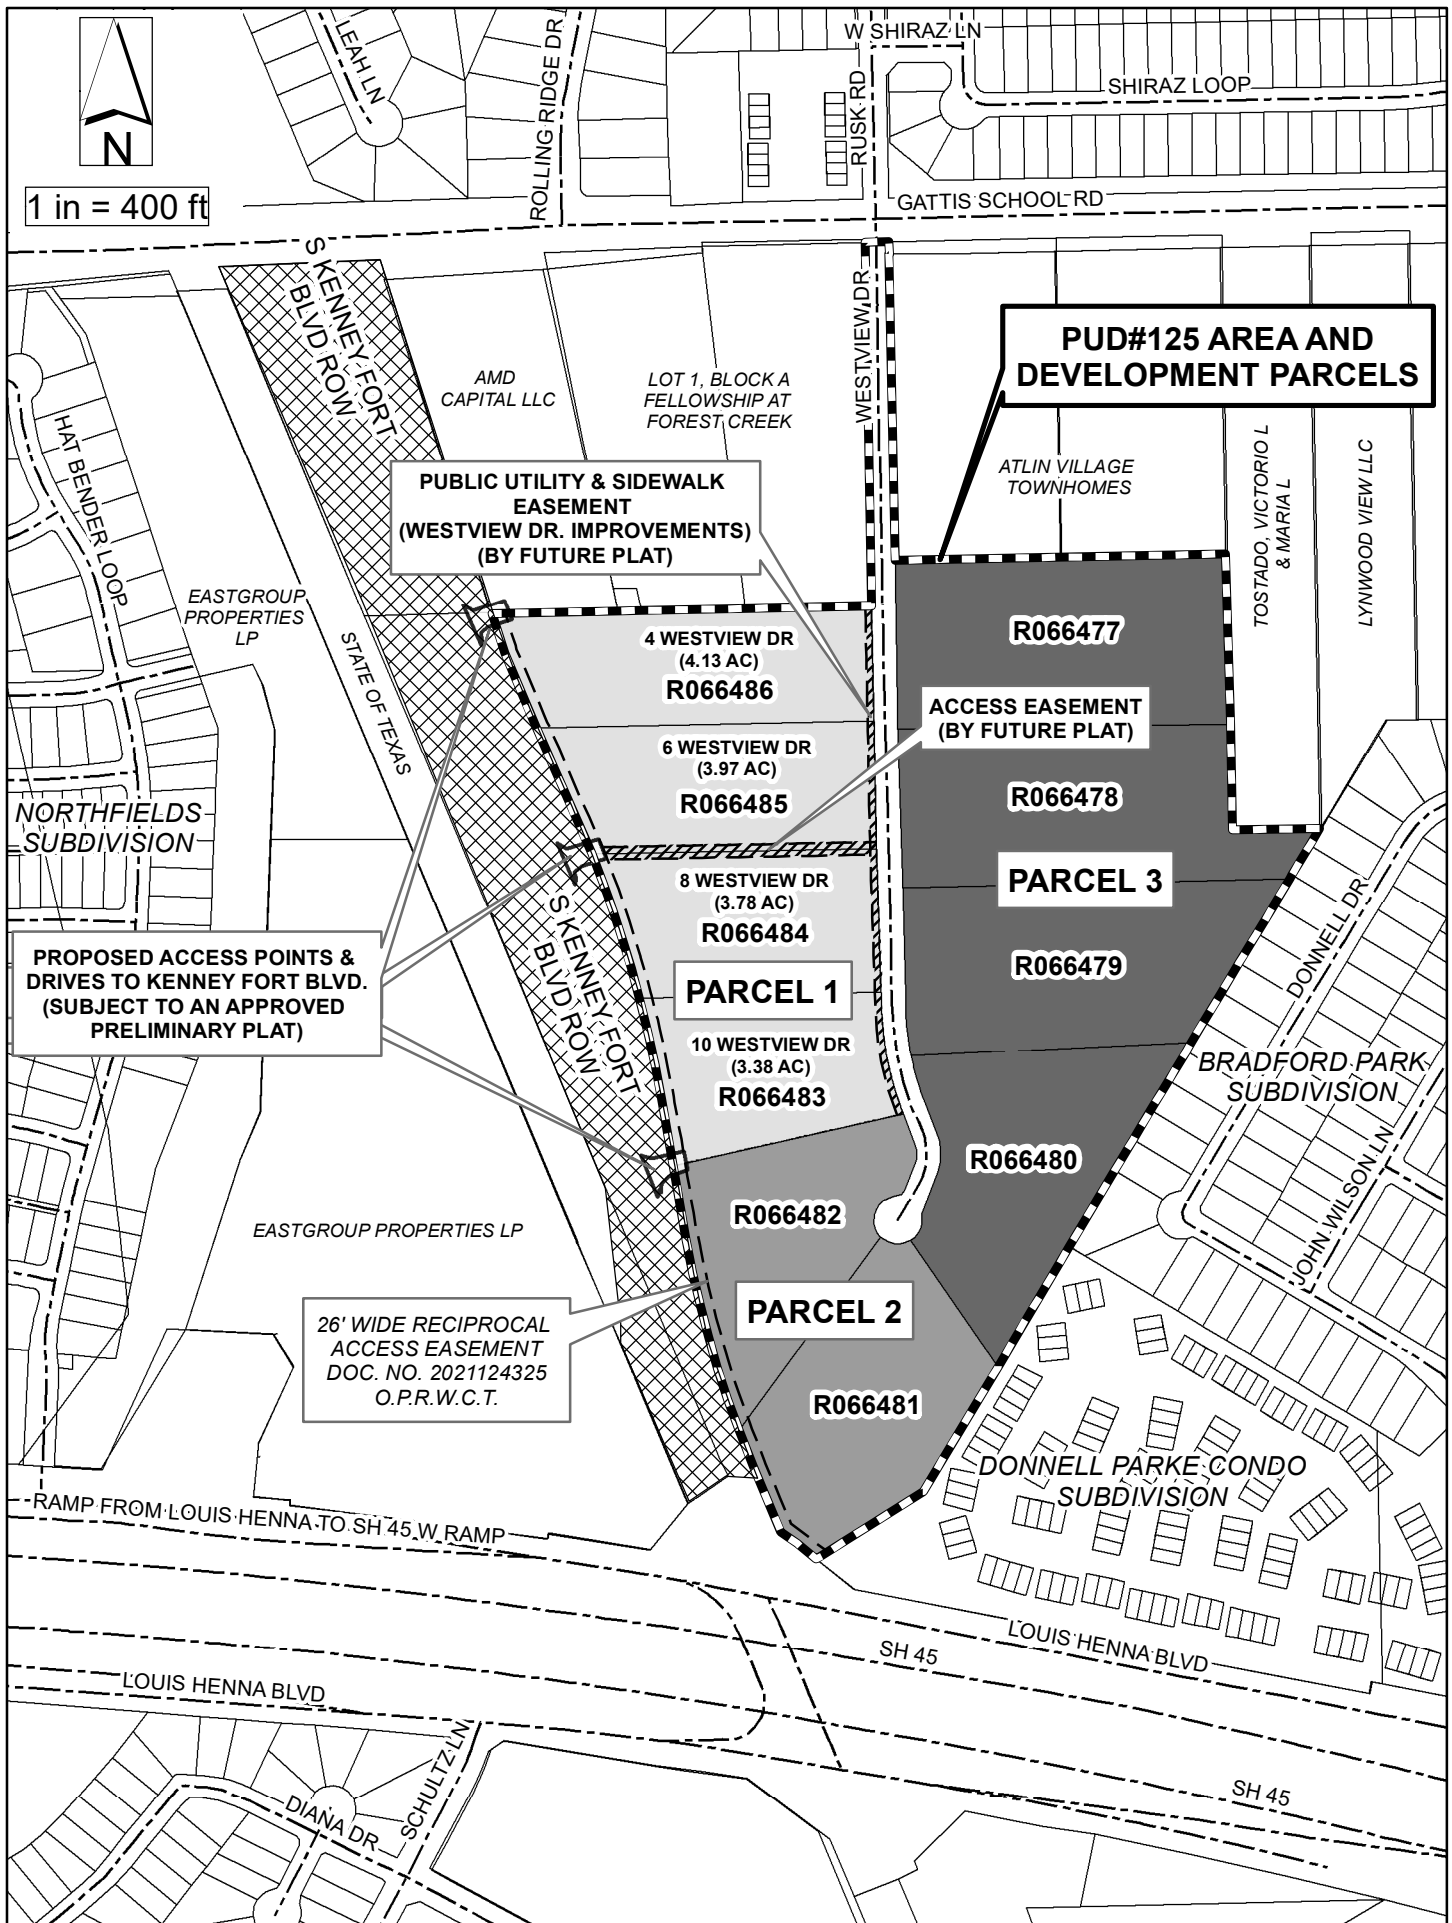 W SHIRAZ LN
LEAH LN
ROLLING RIDGE DR
RUSK RD
SHIRAZ LOOP
N
1 in = 400 ft
GATTIS SCHOOL RD
S KENNEY FORT
BLVD ROW
WESTVIEW DR
PUD#125 AREA AND
DEVELOPMENT PARCELS
AMD
CAPITAL LLC
LOT 1, BLOCK A
FELLOWSHIP AT
FOREST CREEK
HAT BENDER LOOP
ATLIN VILLAGE
TOWNHOMES
TOSTADO, VICTORIO L
& MARIA L
LYNWOOD VIEW LLC
PUBLIC UTILITY & SIDEWALK
EASEMENT
(WESTVIEW DR. IMPROVEMENTS)
(BY FUTURE PLAT)
EASTGROUP
PROPERTIES
LP
STATE OF TEXAS
4 WESTVIEW DR
(4.13 AC)
R066486
R066477
ACCESS EASEMENT
(BY FUTURE PLAT)
6 WESTVIEW DR
(3.97 AC)
R066485
R066478
NORTHFIELDS
SUBDIVISION
8 WESTVIEW DR
(3.78 AC)
R066484
PARCEL 3
DONNELL DR
PROPOSED ACCESS POINTS &
DRIVES TO KENNEY FORT BLVD.
(SUBJECT TO AN APPROVED
PRELIMINARY PLAT)
S KENNEY FORT
BLVD ROW
PARCEL 1
R066479
10 WESTVIEW DR
(3.38 AC)
R066483
BRADFORD PARK
SUBDIVISION
R066480
JOHN WILSON LN
R066482
EASTGROUP PROPERTIES LP
PARCEL 2
26' WIDE RECIPROCAL
ACCESS EASEMENT
DOC. NO. 2021124325
O.P.R.W.C.T.
R066481
DONNELL PARKE CONDO
SUBDIVISION
RAMP FROM LOUIS HENNA TO SH 45 W RAMP
LOUIS HENNA BLVD
SH 45
LOUIS HENNA BLVD
SCHULTZ LN
DIANA DR
SH 45